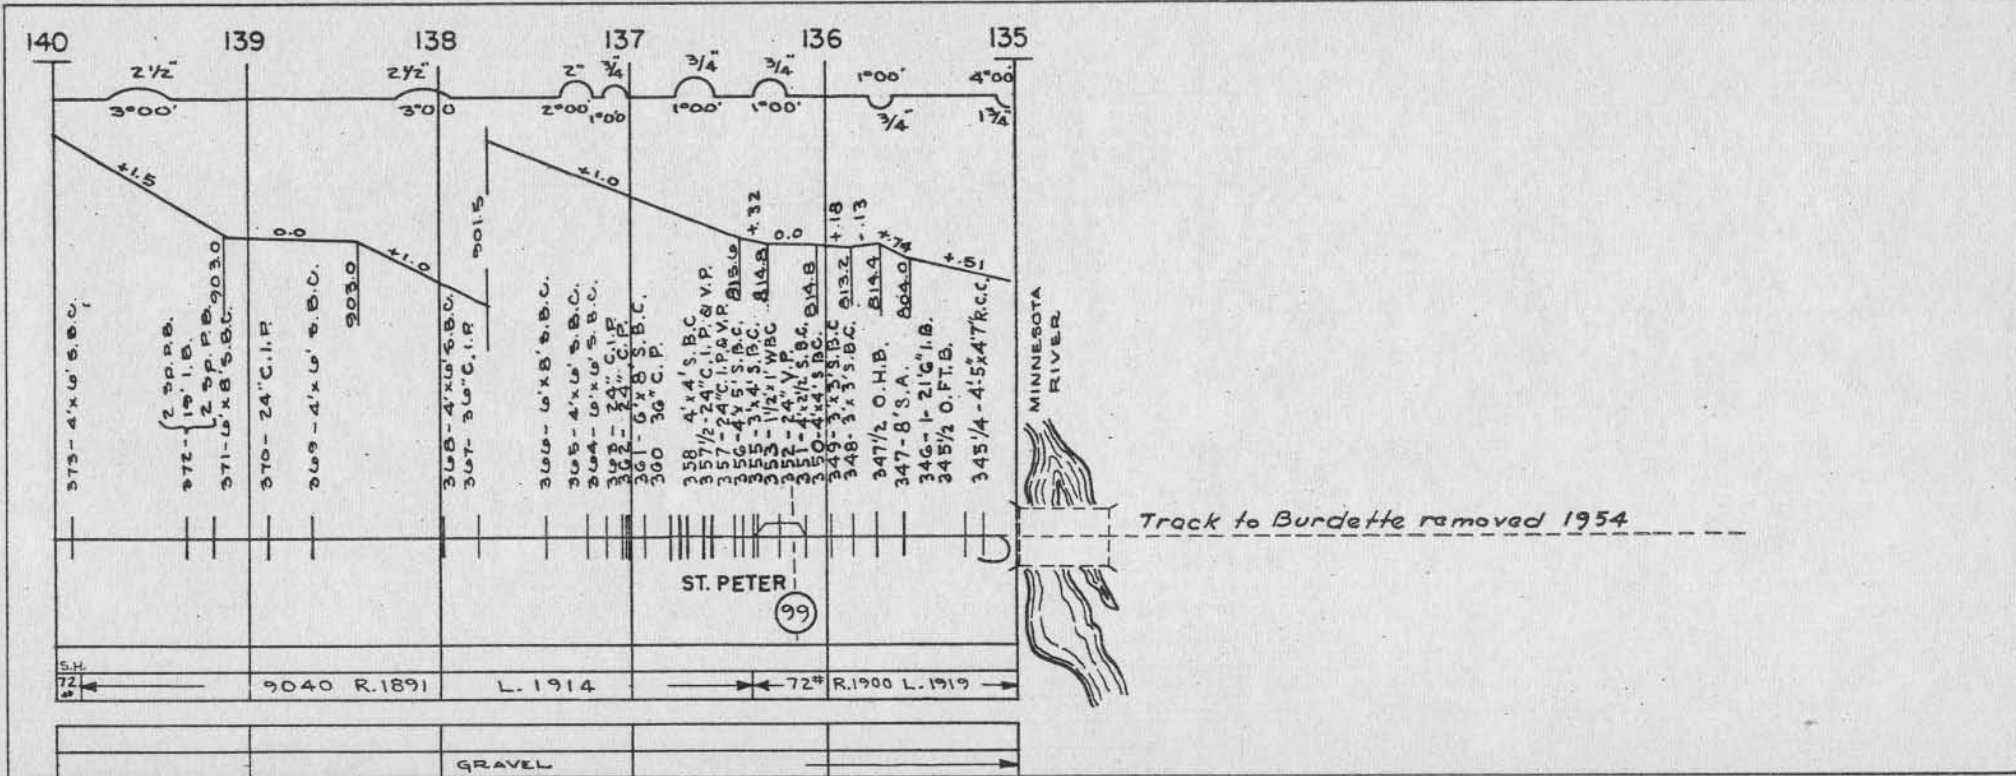 140 139 138 137 136 135
2½" 2½" 2" ¾" ¾" ¾" 1°00' 4°00'
3°00' 3°00 2°00' 1°00 1°00' 1°00' ¾" 1¾"
+1.5 0.0 +1.0 +1.0 +.32 0.0 +.18 -.13 +.74 +.51
903.0 903.0 901.5 815.6 814.8 814.8 813.2 814.4 804.0
373-4'x6' S.B.C.
372-{2 SP. P.B.
19' I.B.
2 SP. P.B.
371-6'x8' S.B.C.
370-24" C.I.P.
369-4'x6' S.B.C.
368-4'x6' S.B.C.
367-36" C.I.P.
366-6'x8' S.B.C.
365-4'x6' S.B.C.
364-6'x6' S.B.C.
363-24" C.I.P.
362-24" C.P.
361-6'x8' S.B.C.
360 36" C.P.
358 4'x4' S.B.C
357½-24" C.I.P. & V.P.
357-24" C.I.P. & V.P.
356-4'x5' S.B.C.
355-3'x4' S.B.C.
353-1½'x1' WBC
352-24" V.P.
351-4'x2½' S.B.C.
350-4'x4' S.B.C.
349-3'x3' S.B.C
348-3'x3' S.B.C.
347½ O.H.B.
347-8' S.A.
346-1-21'6" I.B.
345½ O.FT.B.
345¼-4'-5"x4'7" R.C.C.
MINNESOTA
RIVER
Track to Burdette removed 1954
ST. PETER
99
S.H.
72# 9040 R.1891 L.1914 72# R.1900 L.1919
GRAVEL